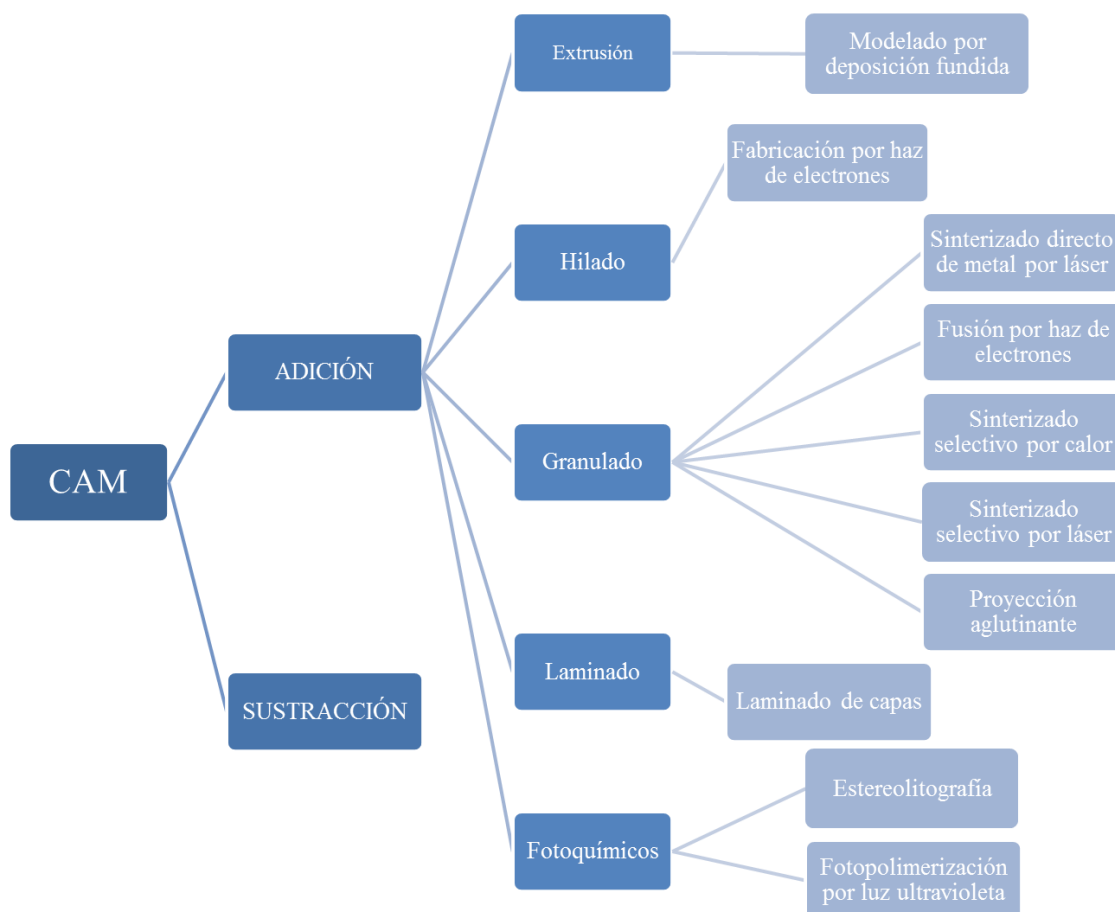 CAM
ADICIÓN
SUSTRACCIÓN
Extrusión
Modelado por
deposición fundida
Hilado
Fabricación por haz
de electrones
Granulado
Sinterizado directo
de metal por láser
Fusión por haz de
electrones
Sinterizado
selectivo por calor
Sinterizado
selectivo por láser
Proyección
aglutinante
Laminado
Laminado de capas
Fotoquímicos
Estereolitografía
Fotopolimerización
por luz ultravioleta